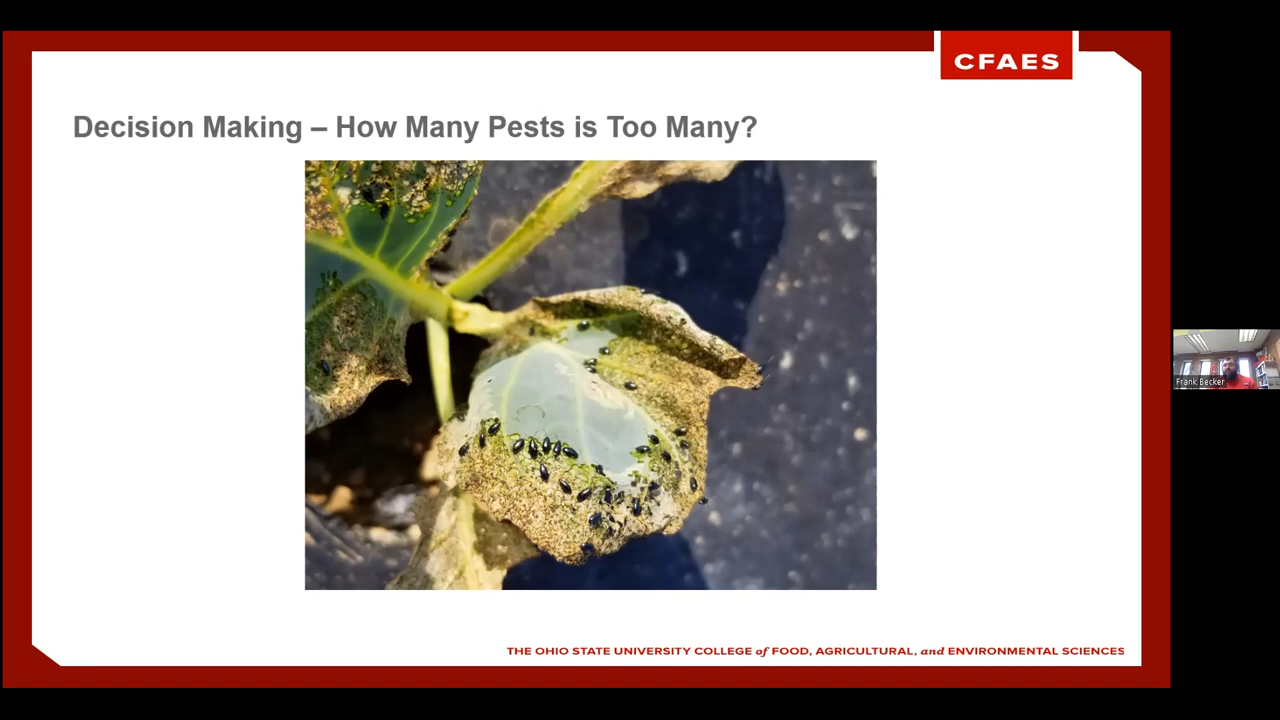 CFAES
Decision Making – How Many Pests is Too Many?
Frank Becker
THE OHIO STATE UNIVERSITY COLLEGE of FOOD, AGRICULTURAL, and ENVIRONMENTAL SCIENCES